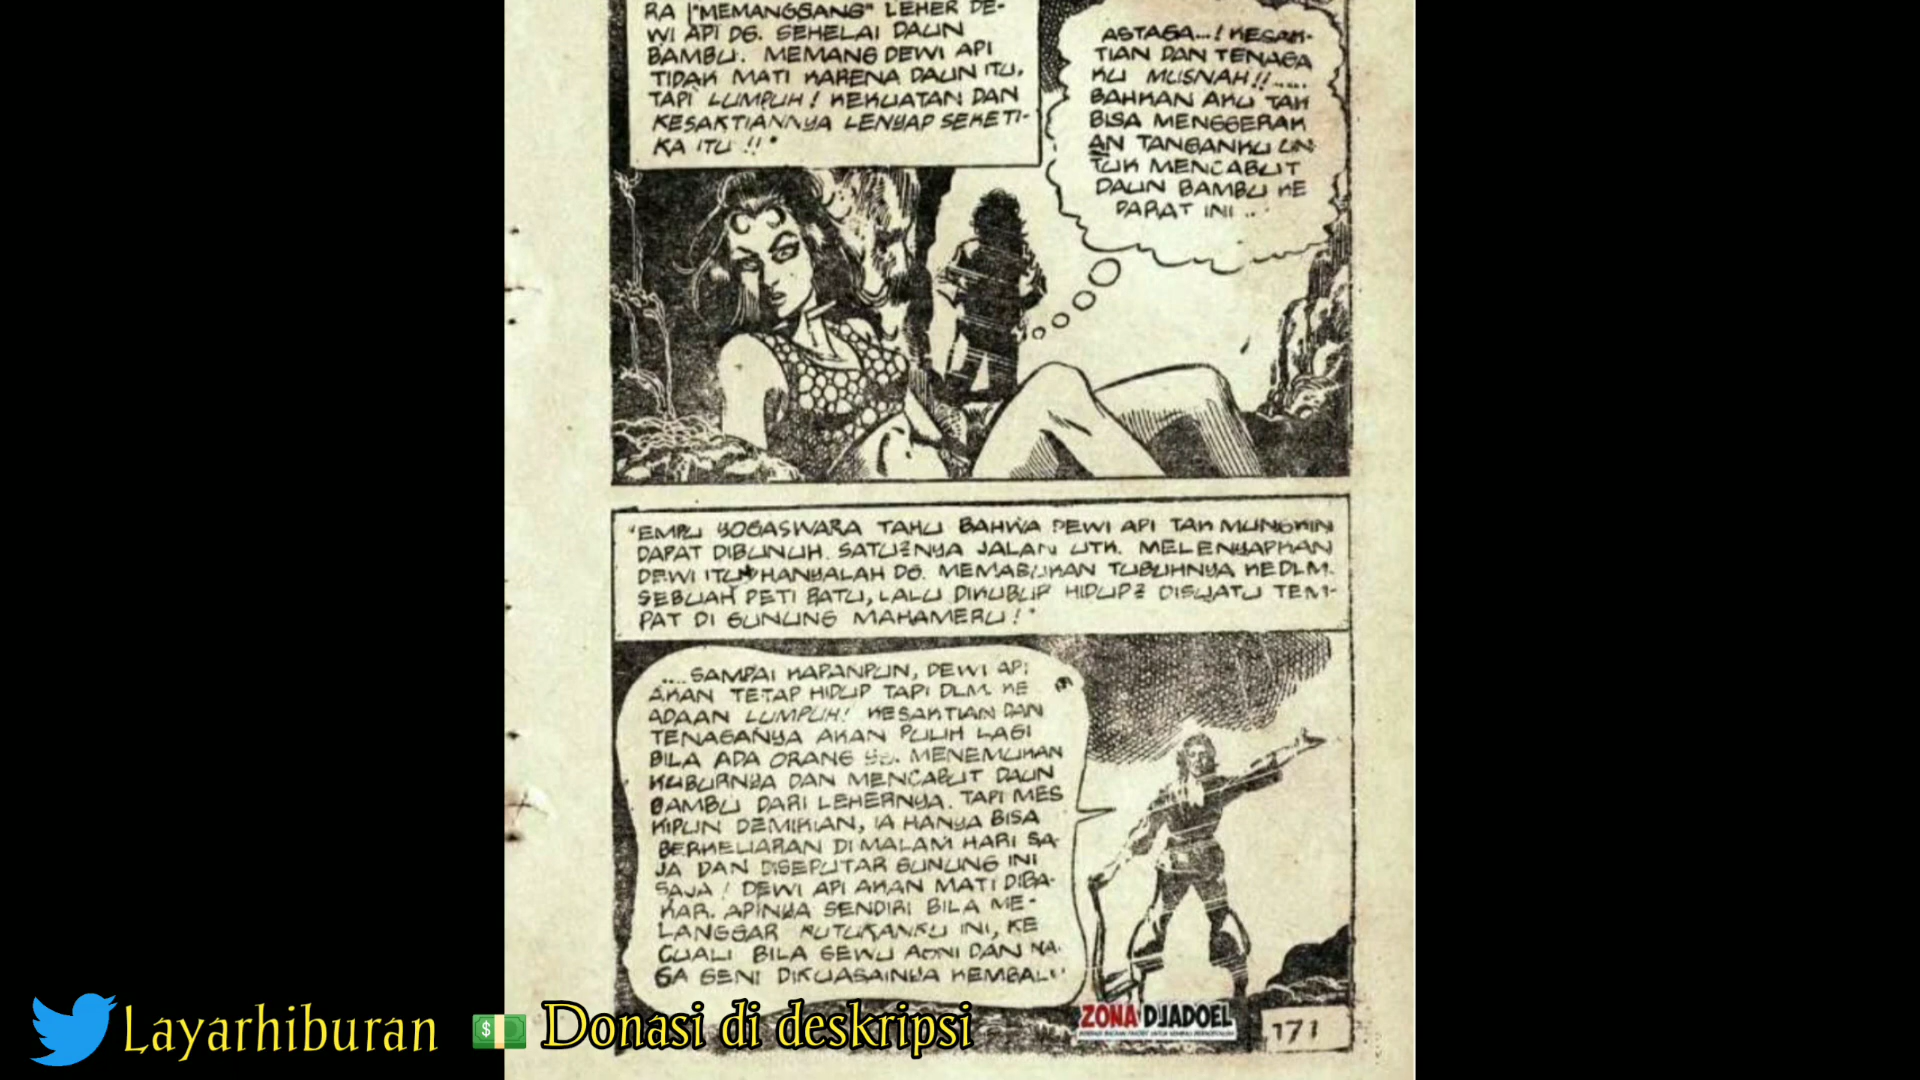 RA ("MEMANGGANG" LEHER DE-
WI API DG. SEHELAI DAUN
BAMBU. MEMANG DEWI API
TIDAK MATI KARENA DAUN ITU,
TAPI LUMPUH! KEKUATAN DAN
KESAKTIANNYA LENYAP SEKETI-
KA ITU!!"
ASTAGA...! KESAK-
TIAN DAN TENAGA
KU MUSNAH!!.....
BAHKAN AKU TAK
BISA MENGGERAK
AN TANGANKU UN
TUK MENCABUT
DAUN BAMBU KE
PARAT INI...
"EMPU YOGASWARA TAHU BAHWA DEWI API TAK MUNGKIN
DAPAT DIBUNUH. SATU2NYA JALAN UTK. MELENYAPKAN
DEWI ITU HANYALAH DG. MEMASUKAN TUBUHNYA KEDLM.
SEBUAH PETI BATU, LALU DIKUBUR HIDUP2 DISUATU TEM-
PAT DI GUNUNG MAHAMERU!"
....SAMPAI KAPANPUN, DEWI API
AKAN TETAP HIDUP TAPI DLM. KE
ADAAN LUMPUH! KESAKTIAN DAN
TENAGANYA AKAN PULIH LAGI
BILA ADA ORANG YG. MENEMUKAN
KUBURNYA DAN MENCABUT DAUN
BAMBU DARI LEHERNYA. TAPI MES
KIPUN DEMIKIAN, IA HANYA BISA
BERKELIARAN DI MALAM HARI SA-
JA DAN DISEPUTAR GUNUNG INI
SAJA! DEWI API AKAN MATI DIBA-
KAR. APINYA SENDIRI BILA ME-
LANGGAR KUTUKANKU INI, KE
CUALI BILA SEWU AGNI DAN NA-
GA GENI DIKUASAINYA KEMBALI!
ZONA DJADOEL
171
Layarhiburan
Donasi di deskripsi